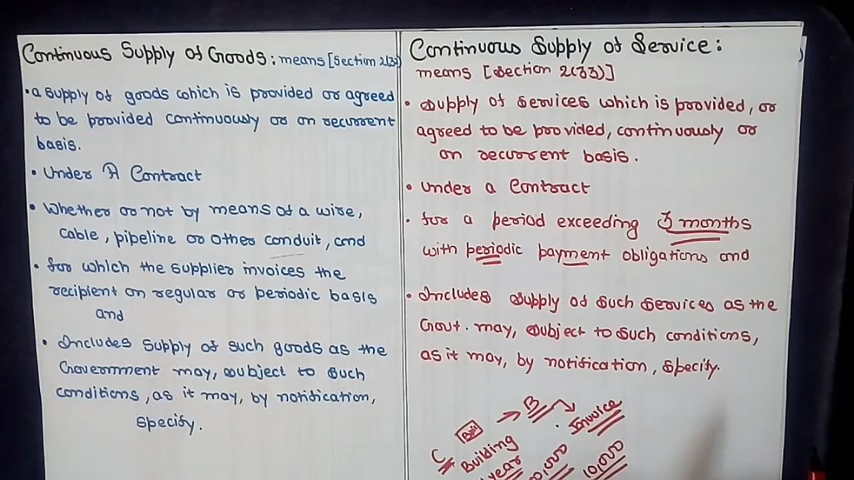 Continuous Supply of Goods: means [Section 2(32)
• a supply of goods which is provided or agreed
to be provided continuously or on recurrent
basis.
• Under A Contract
• Whether or not by means of a wire,
cable, pipeline or other conduit, and
• for which the supplier invoices the
recipient on regular or periodic basis
and
• Includes supply of such goods as the
Government may, subject to such
conditions, as it may, by notification,
specify.
Continuous Supply of Service:
means [section 2(33)]
• supply of services which is provided, or
agreed to be provided, continuously or
on recurrent basis.
• Under a Contract
• for a period exceeding 3 months
with periodic payment obligations and
• Includes supply of such services as the
Govt. may, subject to such conditions,
as it may, by notification, specify.
B
Invoice
C
Building
year
10,000